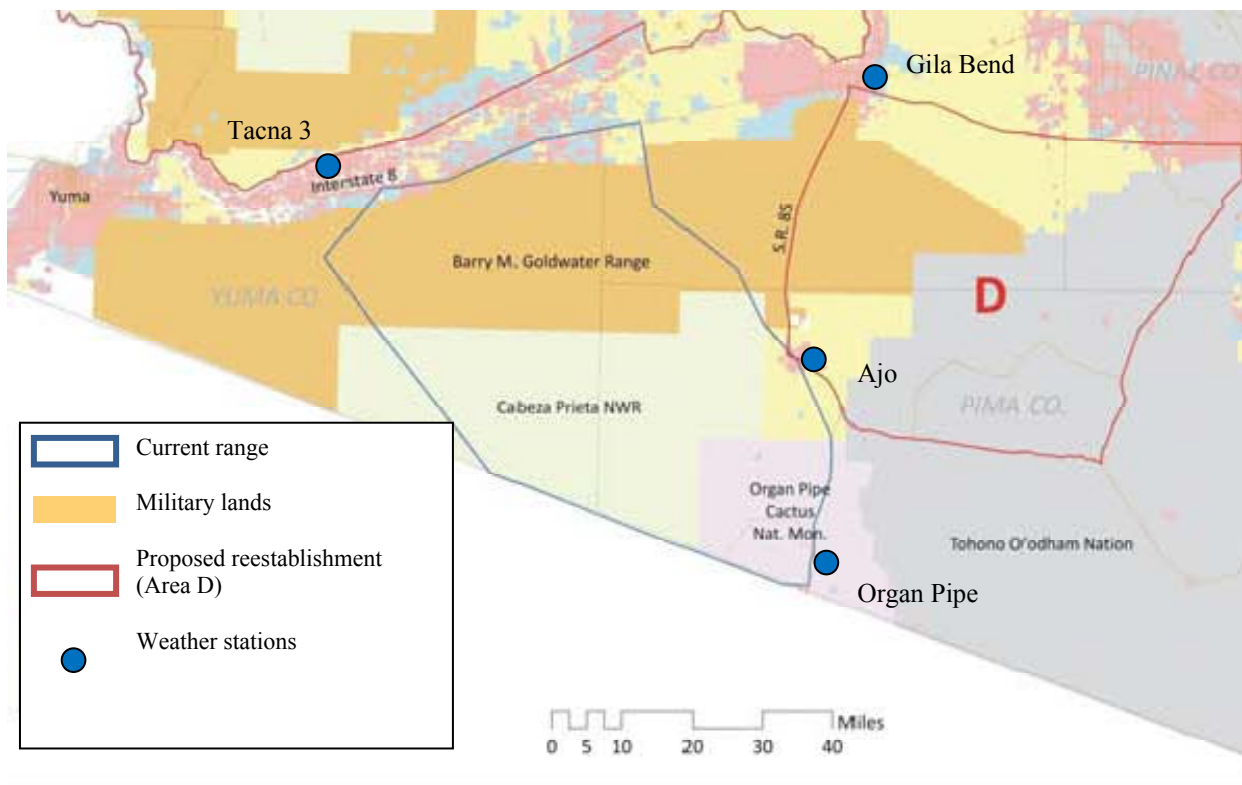 Gila Bend
PINAL CO.
Tacna 3
Interstate 8
Yuma
S.R. 85
Barry M. Goldwater Range
YUMA CO.
D
Ajo
Cabeza Prieta NWR
PIMA CO.
Current range
Military lands
Organ Pipe
Cactus
Nat. Mon.
Tohono O'odham Nation
Proposed reestablishment
(Area D)
Organ Pipe
Weather stations
Miles
0 5 10 20 30 40